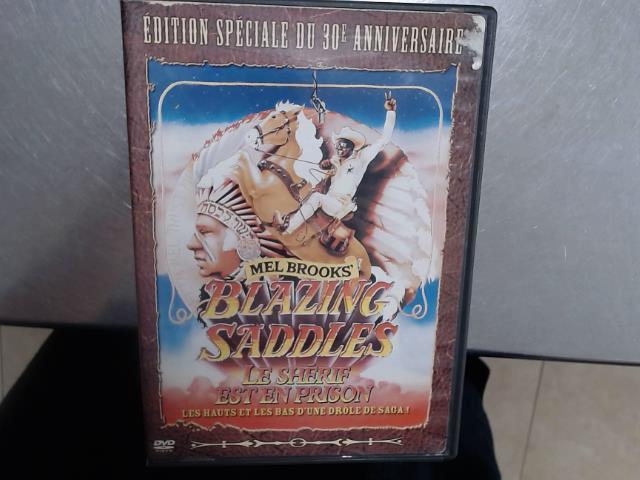 ÉDITION SPÉCIALE DU 30E ANNIVERSAIRE
MEL BROOKS'
BLAZING
SADDLES
LE SHÉRIF
EST EN PRISON
LES HAUTS ET LES BAS D'UNE DRÔLE DE SAGA !
DVD